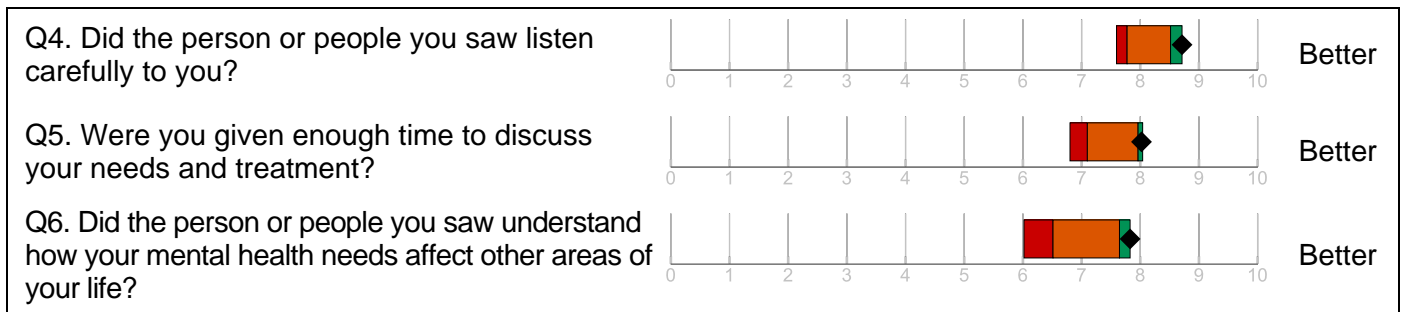 Q4. Did the person or people you saw listen
carefully to you?
0 1 2 3 4 5 6 7 8 9 10
Better
Q5. Were you given enough time to discuss
your needs and treatment?
0 1 2 3 4 5 6 7 8 9 10
Better
Q6. Did the person or people you saw understand
how your mental health needs affect other areas of
your life?
0 1 2 3 4 5 6 7 8 9 10
Better